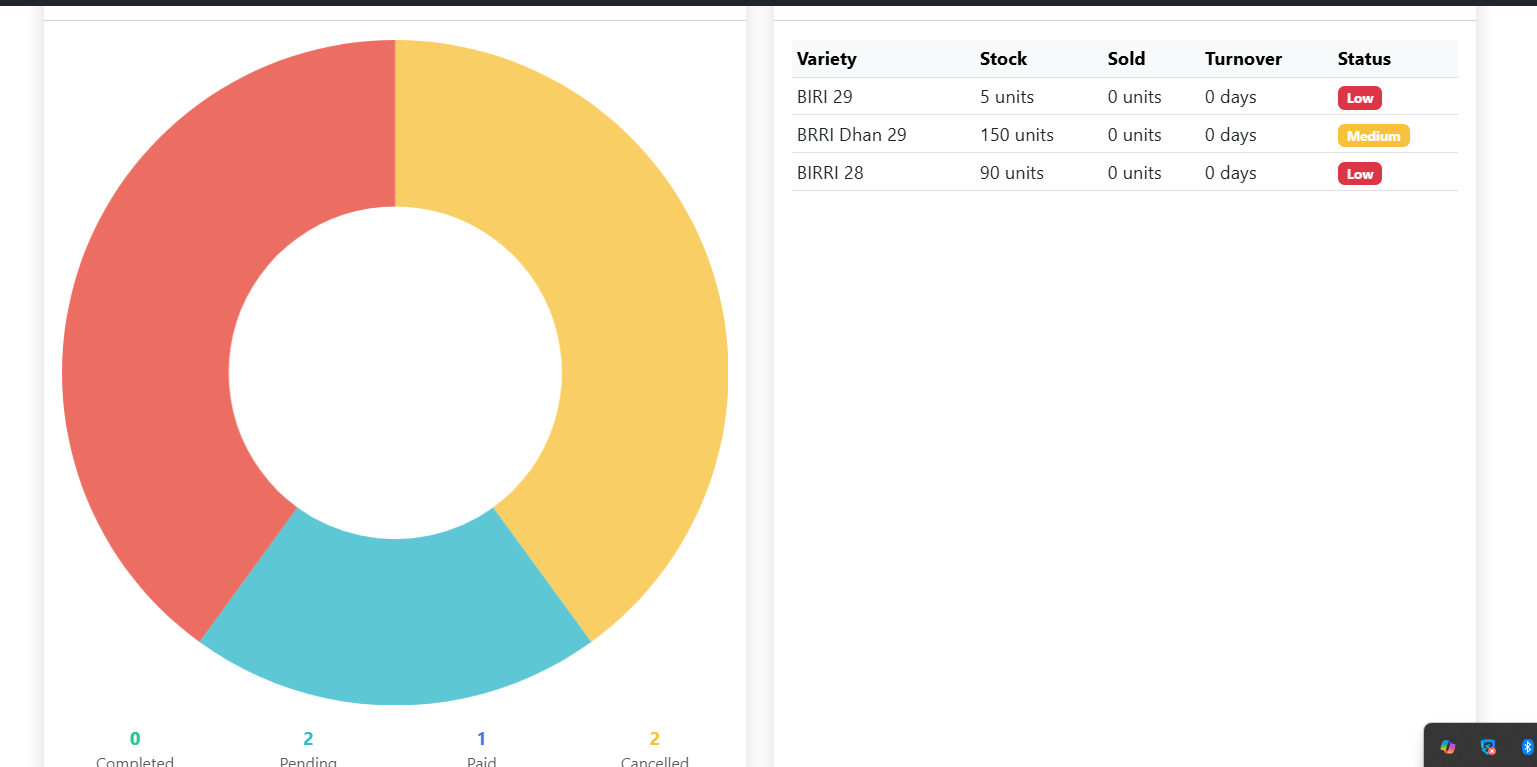 Variety Stock Sold Turnover Status
BIRI 29 5 units 0 units 0 days Low
BRRI Dhan 29 150 units 0 units 0 days Medium
BIRRI 28 90 units 0 units 0 days Low
0 2 1 2
Completed Pending Paid Cancelled